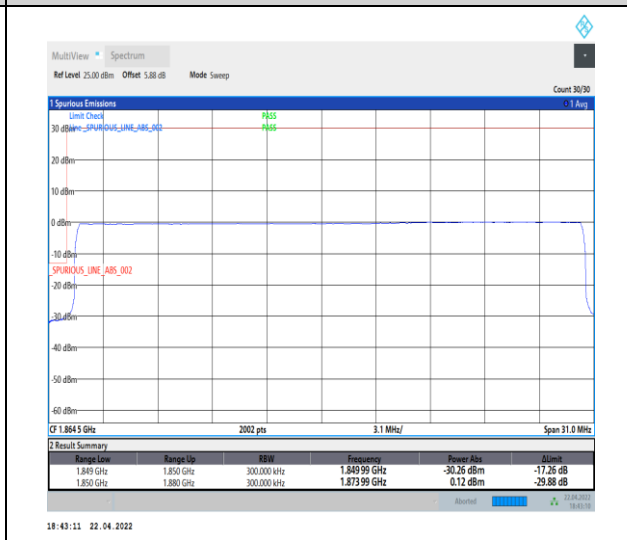 MultiView Spectrum
Ref Level 25.00 dBm Offset 5.88 dB Mode Sweep
Count 30/30
1 Spurious Emissions 1 Avg
Limit Check PASS
30 dBm Line _SPURIOUS_LINE_ABS_002 PASS
20 dBm
10 dBm
0 dBm
-10 dBm
_SPURIOUS_LINE_ABS_002
-20 dBm
-30 dBm
-40 dBm
-50 dBm
-60 dBm
CF 1.864 5 GHz 2002 pts 3.1 MHz/ Span 31.0 MHz
2 Result Summary
Range Low Range Up RBW Frequency Power Abs ΔLimit
1.849 GHz 1.850 GHz 300.000 kHz 1.849 99 GHz -30.26 dBm -17.26 dB
1.850 GHz 1.880 GHz 300.000 kHz 1.873 99 GHz 0.12 dBm -29.88 dB
Aborted 22.04.2022
18:43:10
18:43:11 22.04.2022